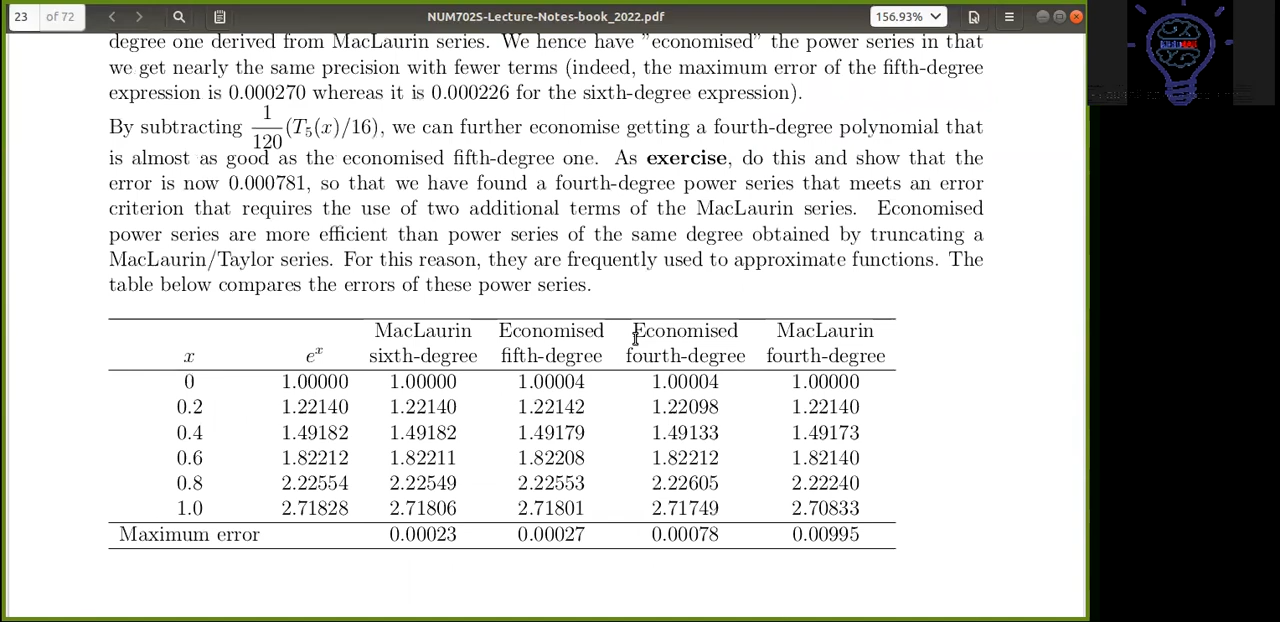 23 of 72
NUM702S-Lecture-Notes-book_2022.pdf
156.93%
degree one derived from MacLaurin series. We hence have "economised" the power series in that
we get nearly the same precision with fewer terms (indeed, the maximum error of the fifth-degree
expression is 0.000270 whereas it is 0.000226 for the sixth-degree expression).
By subtracting 1/120 (T₅(x)/16), we can further economise getting a fourth-degree polynomial that
is almost as good as the economised fifth-degree one. As exercise, do this and show that the
error is now 0.000781, so that we have found a fourth-degree power series that meets an error
criterion that requires the use of two additional terms of the MacLaurin series. Economised
power series are more efficient than power series of the same degree obtained by truncating a
MacLaurin/Taylor series. For this reason, they are frequently used to approximate functions. The
table below compares the errors of these power series.
MacLaurin Economised Economised MacLaurin
x eˣ sixth-degree fifth-degree fourth-degree fourth-degree
0 1.00000 1.00000 1.00004 1.00004 1.00000
0.2 1.22140 1.22140 1.22142 1.22098 1.22140
0.4 1.49182 1.49182 1.49179 1.49133 1.49173
0.6 1.82212 1.82211 1.82208 1.82212 1.82140
0.8 2.22554 2.22549 2.22553 2.22605 2.22240
1.0 2.71828 2.71806 2.71801 2.71749 2.70833
Maximum error 0.00023 0.00027 0.00078 0.00995